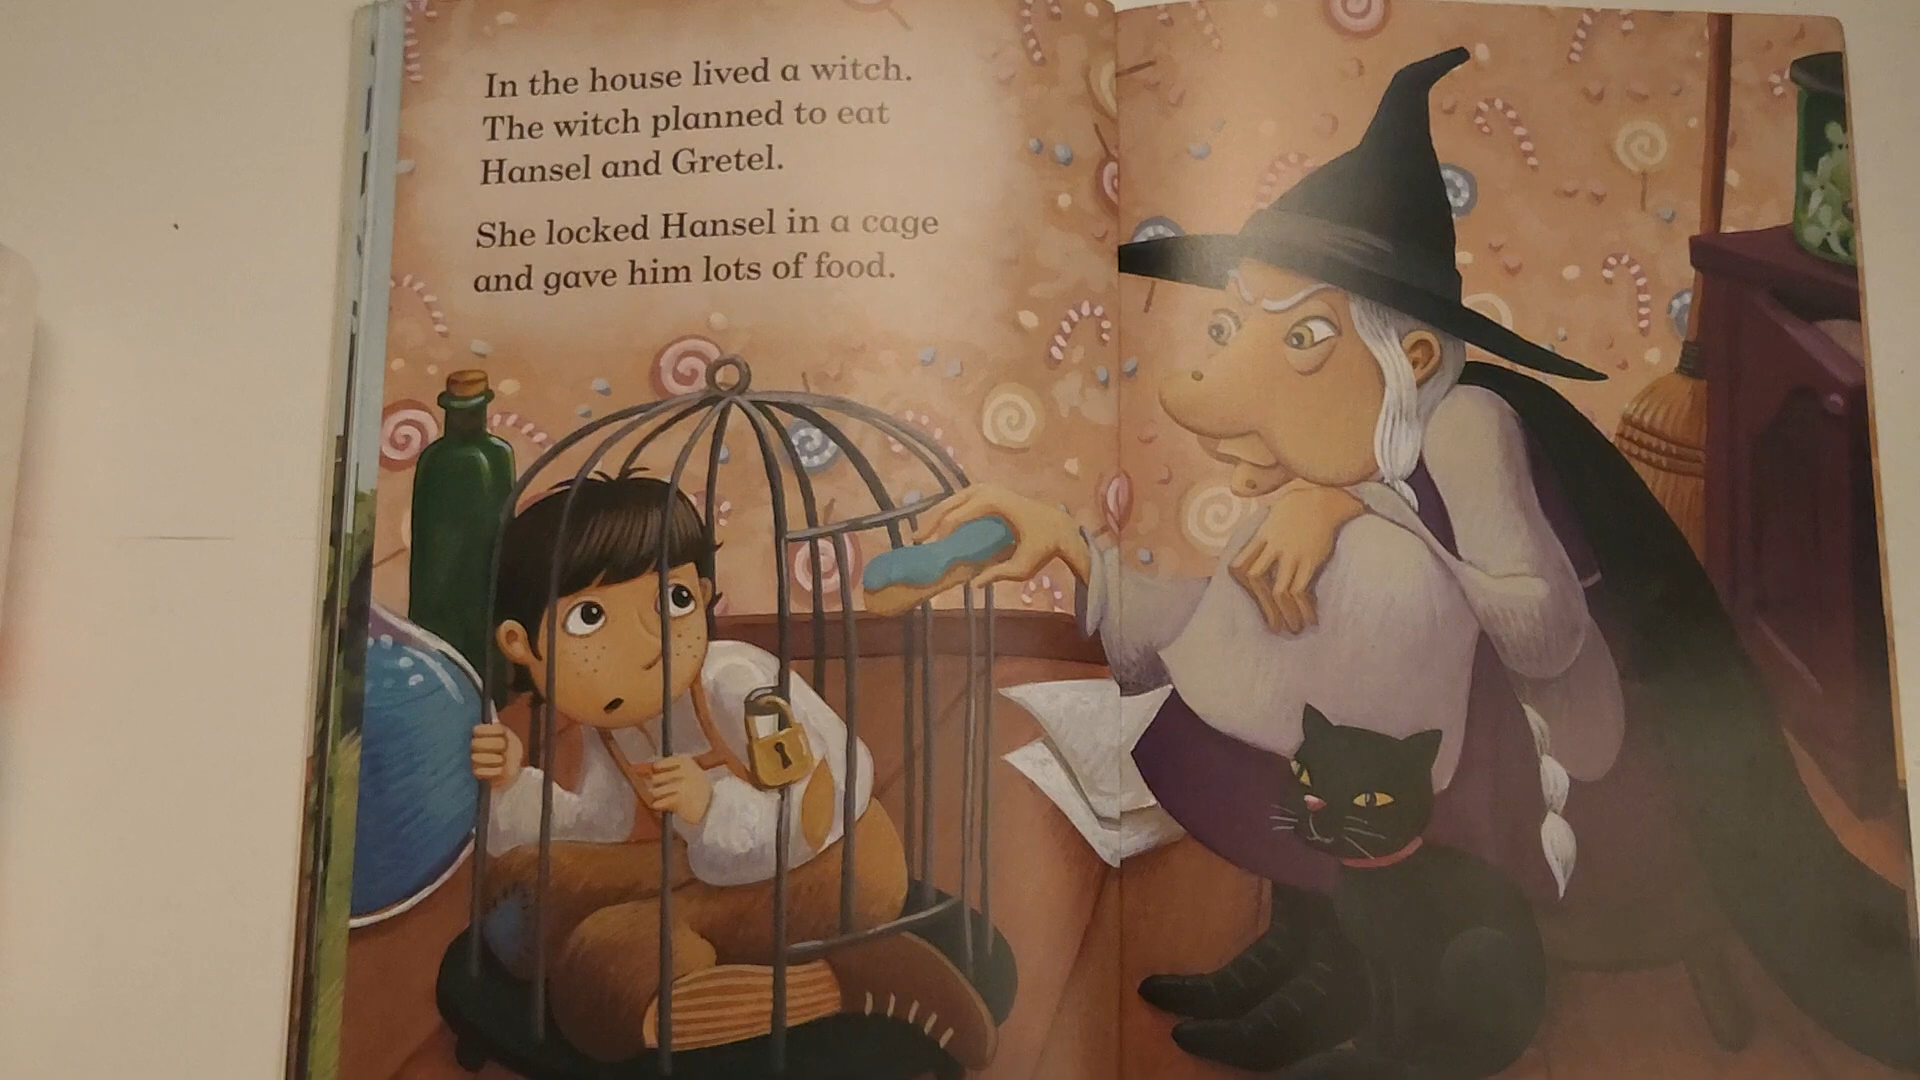 In the house lived a witch.
The witch planned to eat
Hansel and Gretel.
She locked Hansel in a cage
and gave him lots of food.